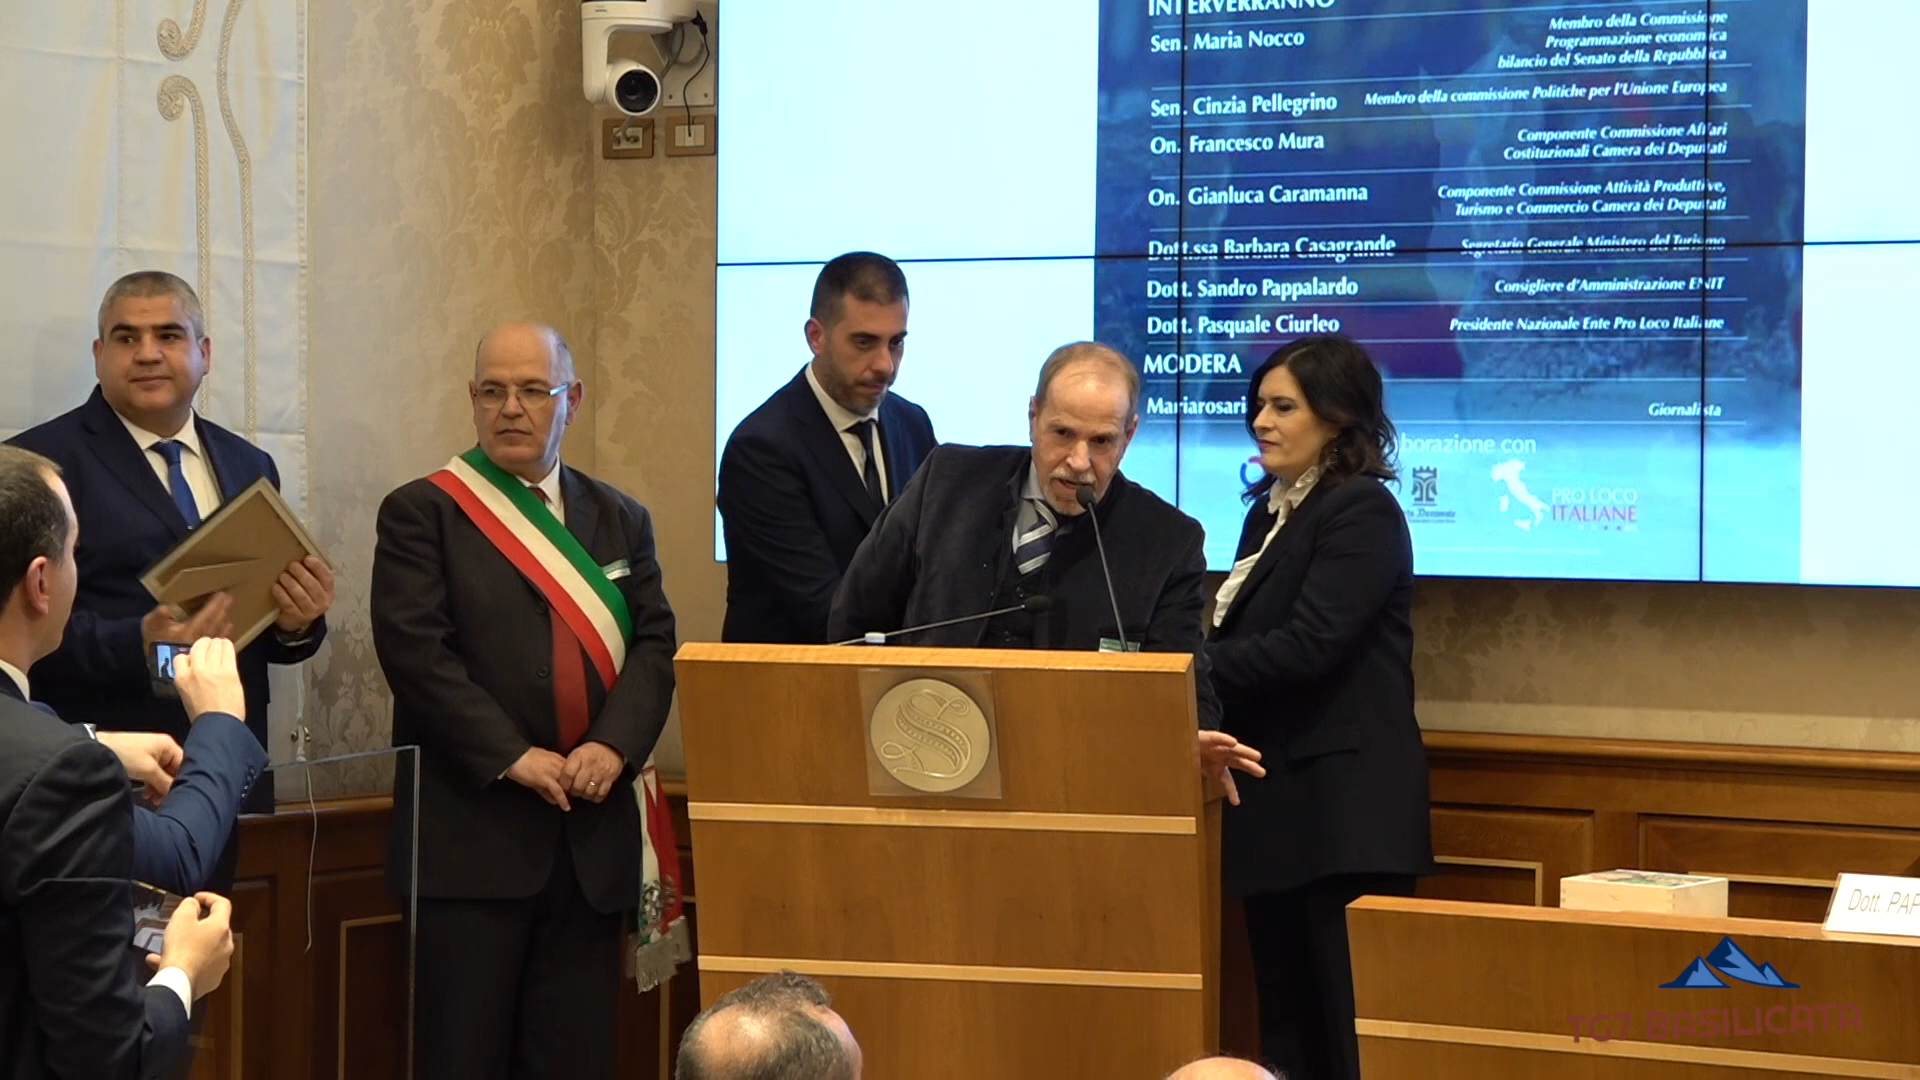 INTERVERRANNO
Sen. Maria Nocco
Membro della Commissione
Programmazione economica
bilancio del Senato della Repubblica
Sen. Cinzia Pellegrino
Membro della commissione Politiche per l'Unione Europea
On. Francesco Mura
Componente Commissione Affari
Costituzionali Camera dei Deputati
On. Gianluca Caramanna
Componente Commissione Attività Produttive,
Turismo e Commercio Camera dei Deputati
Dott.ssa Barbara Casagrande
Segretario Generale Ministero del Turismo
Dott. Sandro Pappalardo
Consigliere d'Amministrazione ENIT
Dott. Pasquale Ciurleo
Presidente Nazionale Ente Pro Loco Italiane
MODERA
Mariarosari
Giornalista
borazione con
PRO LOCO
ITALIANE
Dott. PAP
TG7 BASILICATA